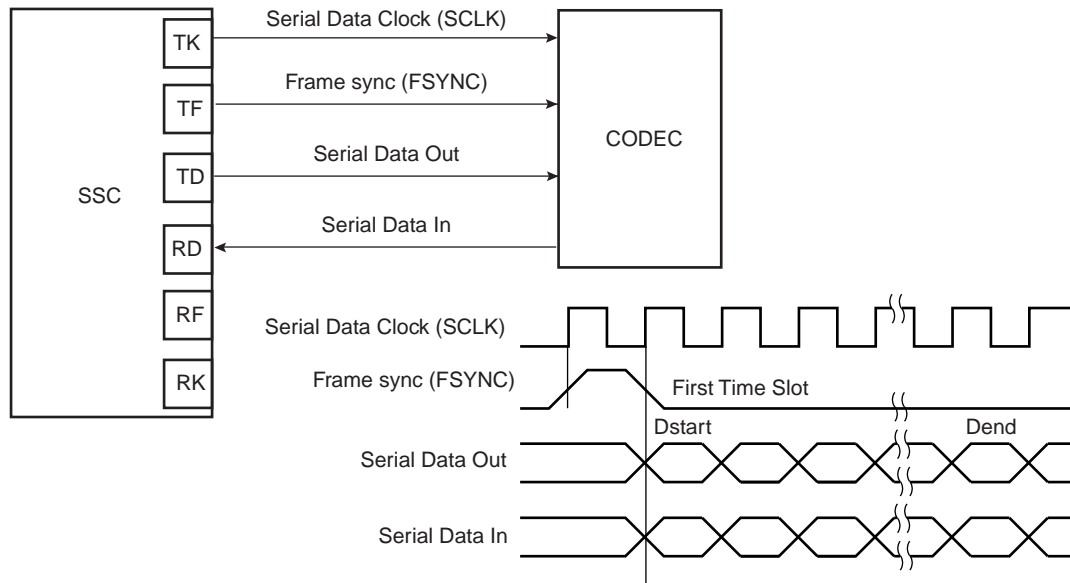 SSC
TK
TF
TD
RD
RF
RK
Serial Data Clock (SCLK)
Frame sync (FSYNC)
Serial Data Out
Serial Data In
CODEC
Serial Data Clock (SCLK)
Frame sync (FSYNC)
First Time Slot
Dstart
Dend
Serial Data Out
Serial Data In